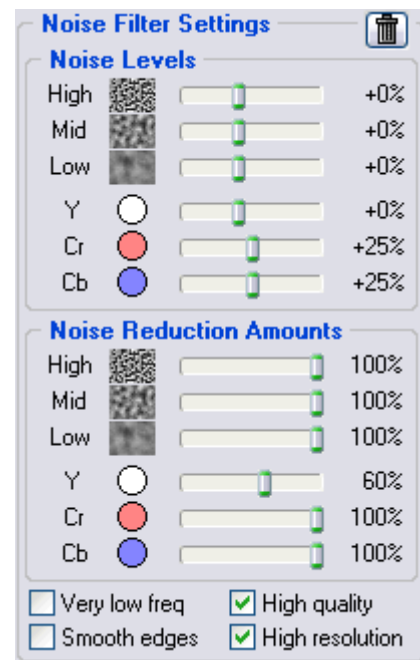 Noise Filter Settings
Noise Levels
High +0%
Mid +0%
Low +0%
Y +0%
Cr +25%
Cb +25%
Noise Reduction Amounts
High 100%
Mid 100%
Low 100%
Y 60%
Cr 100%
Cb 100%
Very low freq High quality
Smooth edges High resolution